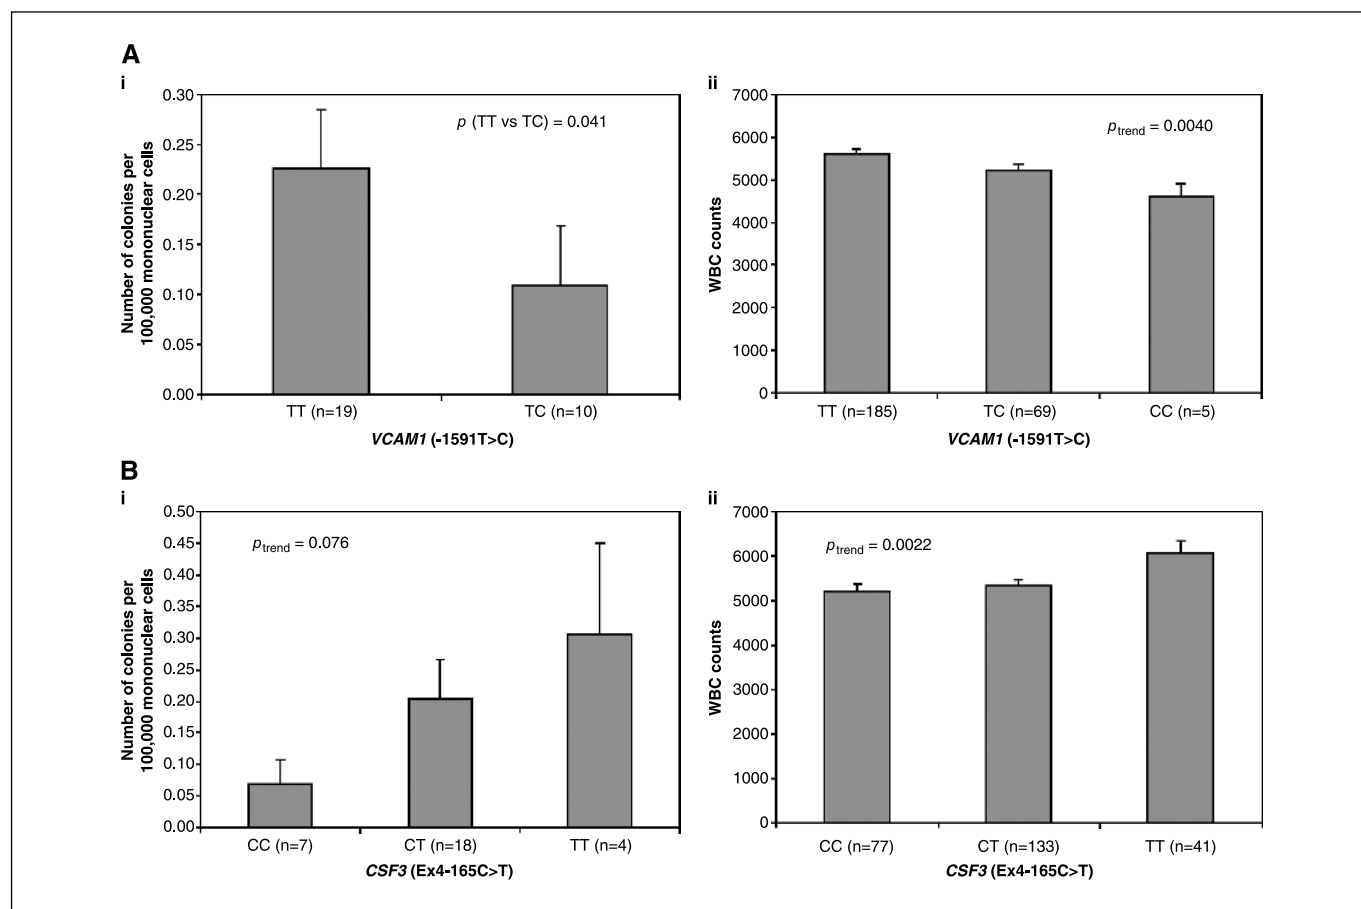 A
i
Number of colonies per
100,000 mononuclear cells
0.30
0.25
0.20
0.15
0.10
0.05
0.00
p (TT vs TC) = 0.041
TT (n=19)
TC (n=10)
VCAM1 (-1591T>C)
ii
WBC counts
7000
6000
5000
4000
3000
2000
1000
0
ptrend = 0.0040
TT (n=185)
TC (n=69)
CC (n=5)
VCAM1 (-1591T>C)
B
i
Number of colonies per
100,000 mononuclear cells
0.50
0.45
0.40
0.35
0.30
0.25
0.20
0.15
0.10
0.05
0.00
ptrend = 0.076
CC (n=7)
CT (n=18)
TT (n=4)
CSF3 (Ex4-165C>T)
ii
WBC counts
7000
6000
5000
4000
3000
2000
1000
0
ptrend = 0.0022
CC (n=77)
CT (n=133)
TT (n=41)
CSF3 (Ex4-165C>T)